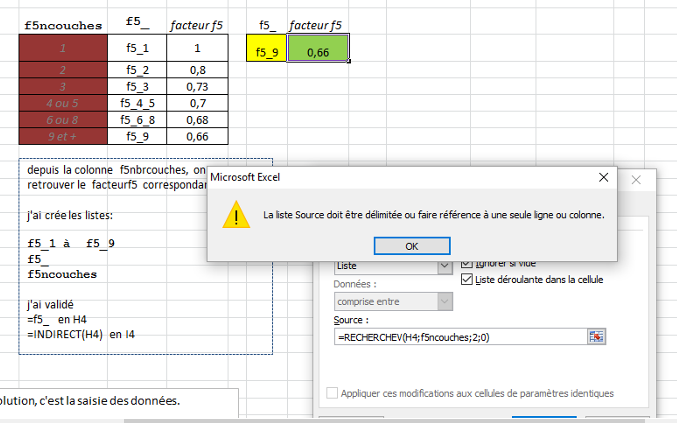 f5ncouches f5_ facteur f5 f5_ facteur f5
1 f5_1 1 f5_9 0,66
2 f5_2 0,8
3 f5_3 0,73
4 ou 5 f5_4_5 0,7
6 ou 8 f5_6_8 0,68
9 et + f5_9 0,66
depuis la colonne f5nbrcouches, on
retrouver le facteurf5 correspondan
j'ai crée les listes:
f5_1 à f5_9
f5_
f5ncouches
j'ai validé
=f5_ en H4
=INDIRECT(H4) en I4
olution, c'est la saisie des données.
Microsoft Excel
La liste Source doit être délimitée ou faire référence à une seule ligne ou colonne.
OK
Liste
Ignorer si vide
Données :
Liste déroulante dans la cellule
comprise entre
Source :
=RECHERCHEV(H4;f5ncouches;2;0)
Appliquer ces modifications aux cellules de paramètres identiques